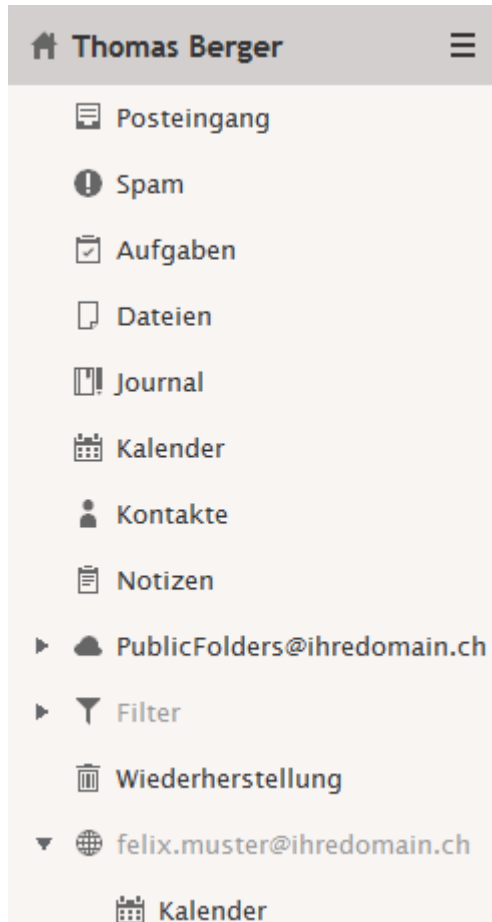 Thomas Berger
Posteingang
Spam
Aufgaben
Dateien
Journal
Kalender
Kontakte
Notizen
PublicFolders@ihredomain.ch
Filter
Wiederherstellung
felix.muster@ihredomain.ch
Kalender